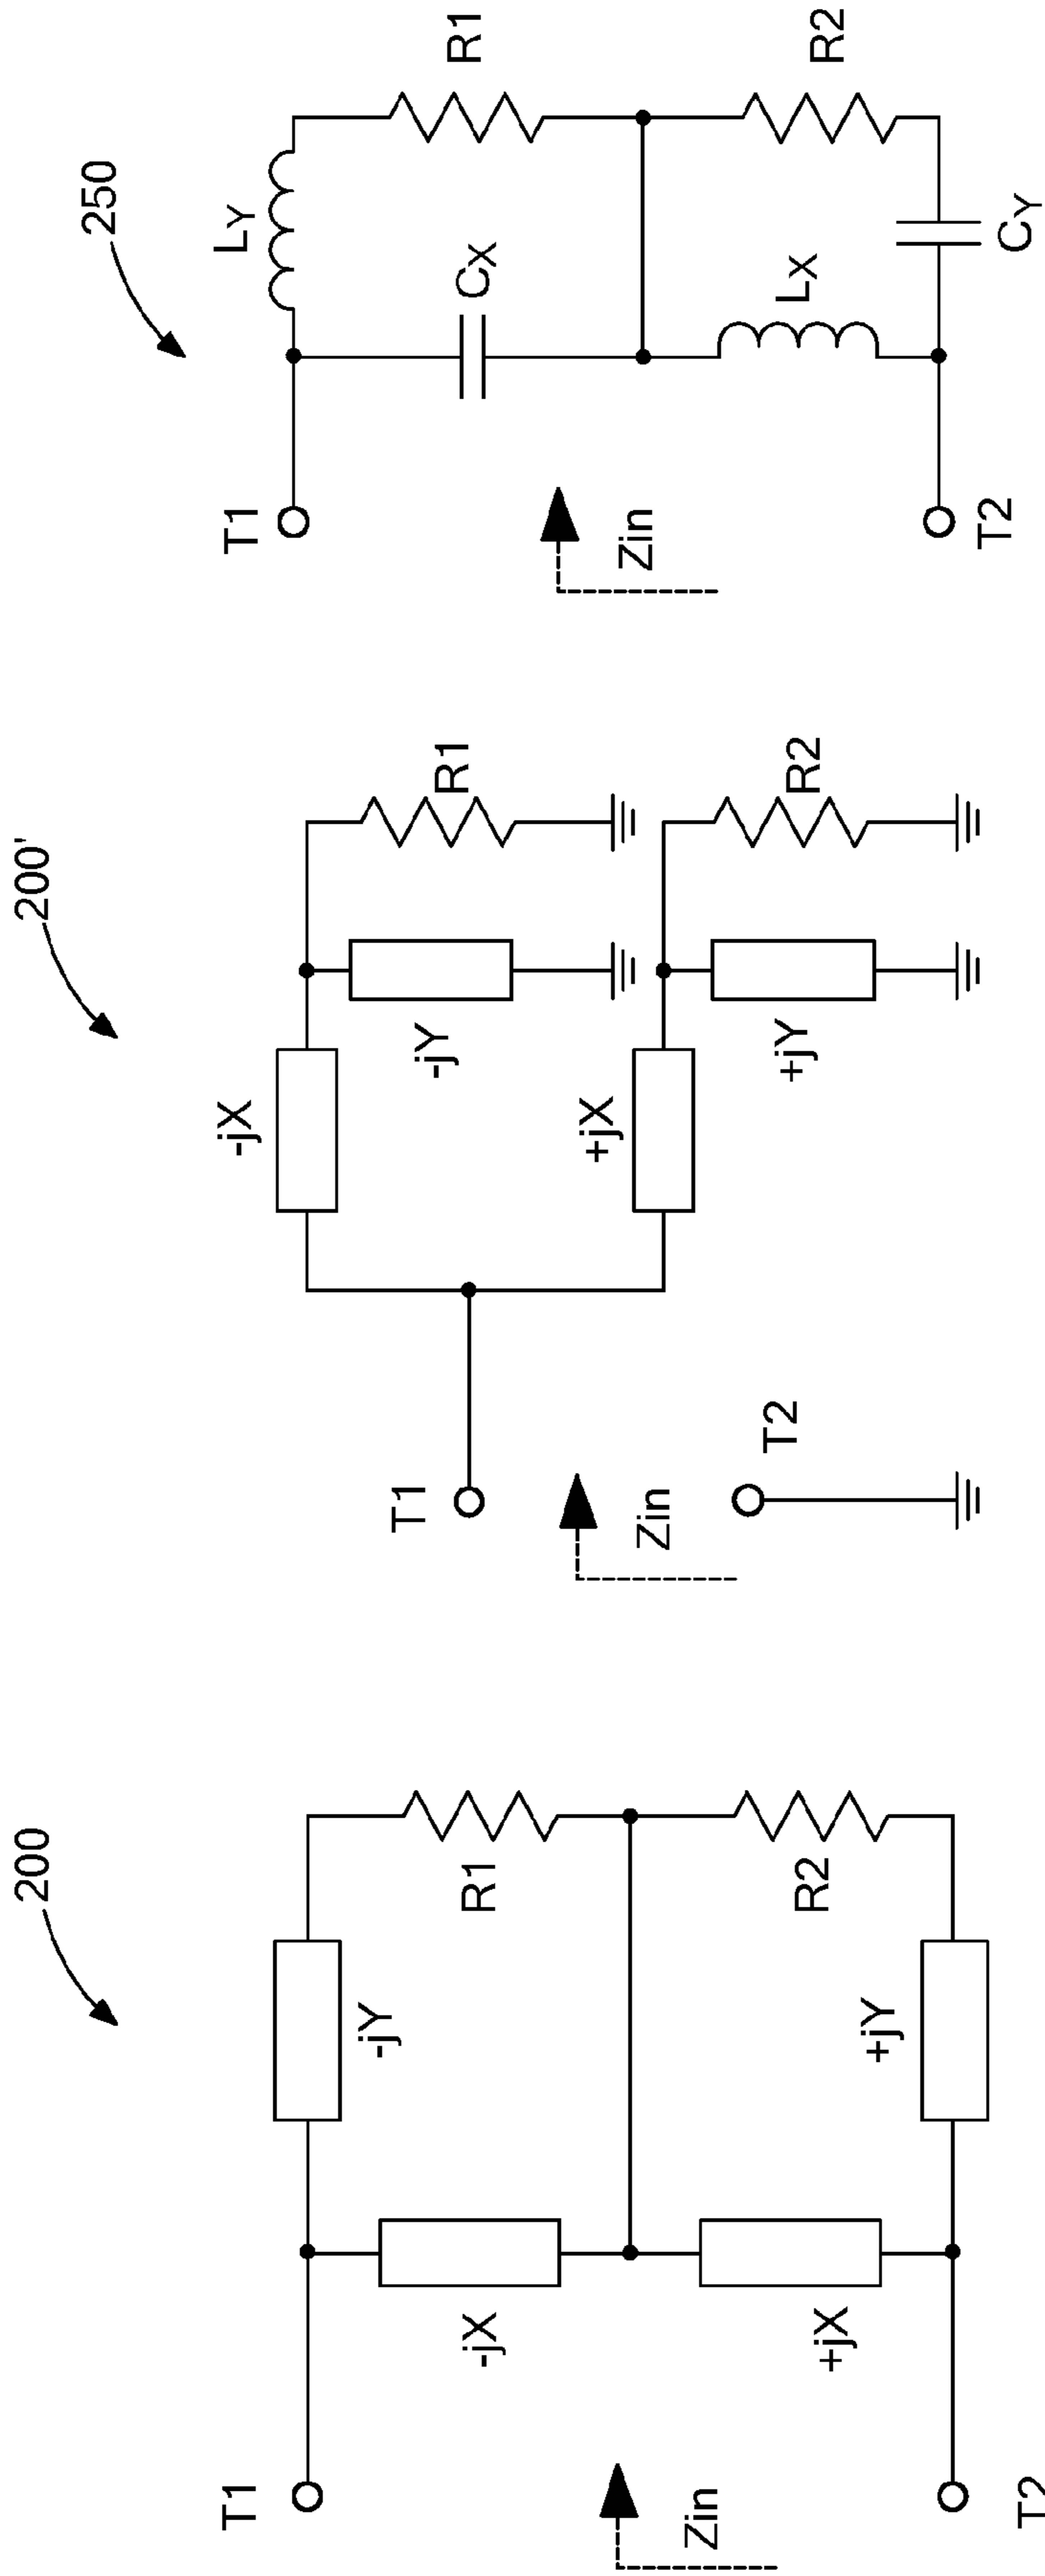 200
T1
-jY
R1
-jX
Zin
+jX
R2
+jY
T2
200'
-jX
R1
-jY
T1
+jX
R2
Zin
+jY
T2
250
LY
R1
T1
CX
Zin
LX
R2
T2
CY